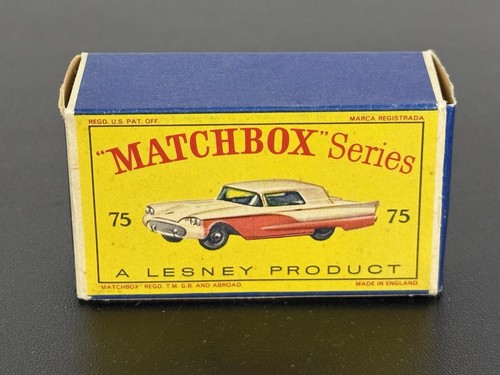 REGD. U.S. PAT. OFF. MARCA REGISTRADA
"MATCHBOX" Series
75 75
A LESNEY PRODUCT
"MATCHBOX" REGD. T.M. G.B. AND ABROAD. MADE IN ENGLAND